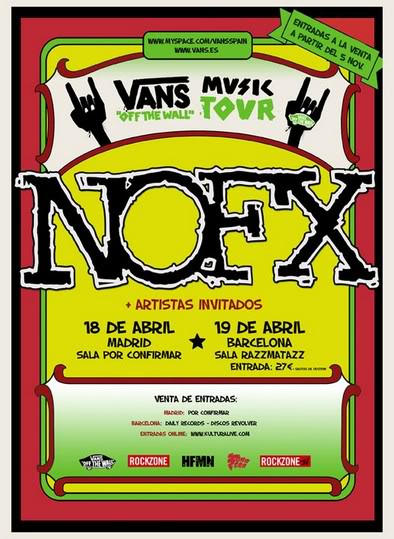 WWW.MYSPACE.COM/VANSSPAIN
WWW.VANS.ES
ENTRADAS A LA VENTA
A PARTIR DEL 5 NOV.
VANS
"OFF THE WALL"
MUSIC
TOUR
NOFX
+ ARTISTAS INVITADOS
18 DE ABRIL
MADRID
SALA POR CONFIRMAR
19 DE ABRIL
BARCELONA
SALA RAZZMATAZZ
ENTRADA: 27€
VENTA DE ENTRADAS:
MADRID: POR CONFIRMAR
BARCELONA: DAILY RECORDS - DISCOS REVOLVER
ENTRADAS ONLINE: WWW.KULTURALIVE.COM
VANS
"OFF THE WALL"
ROCKZONE
HFMN
ROCKZONE